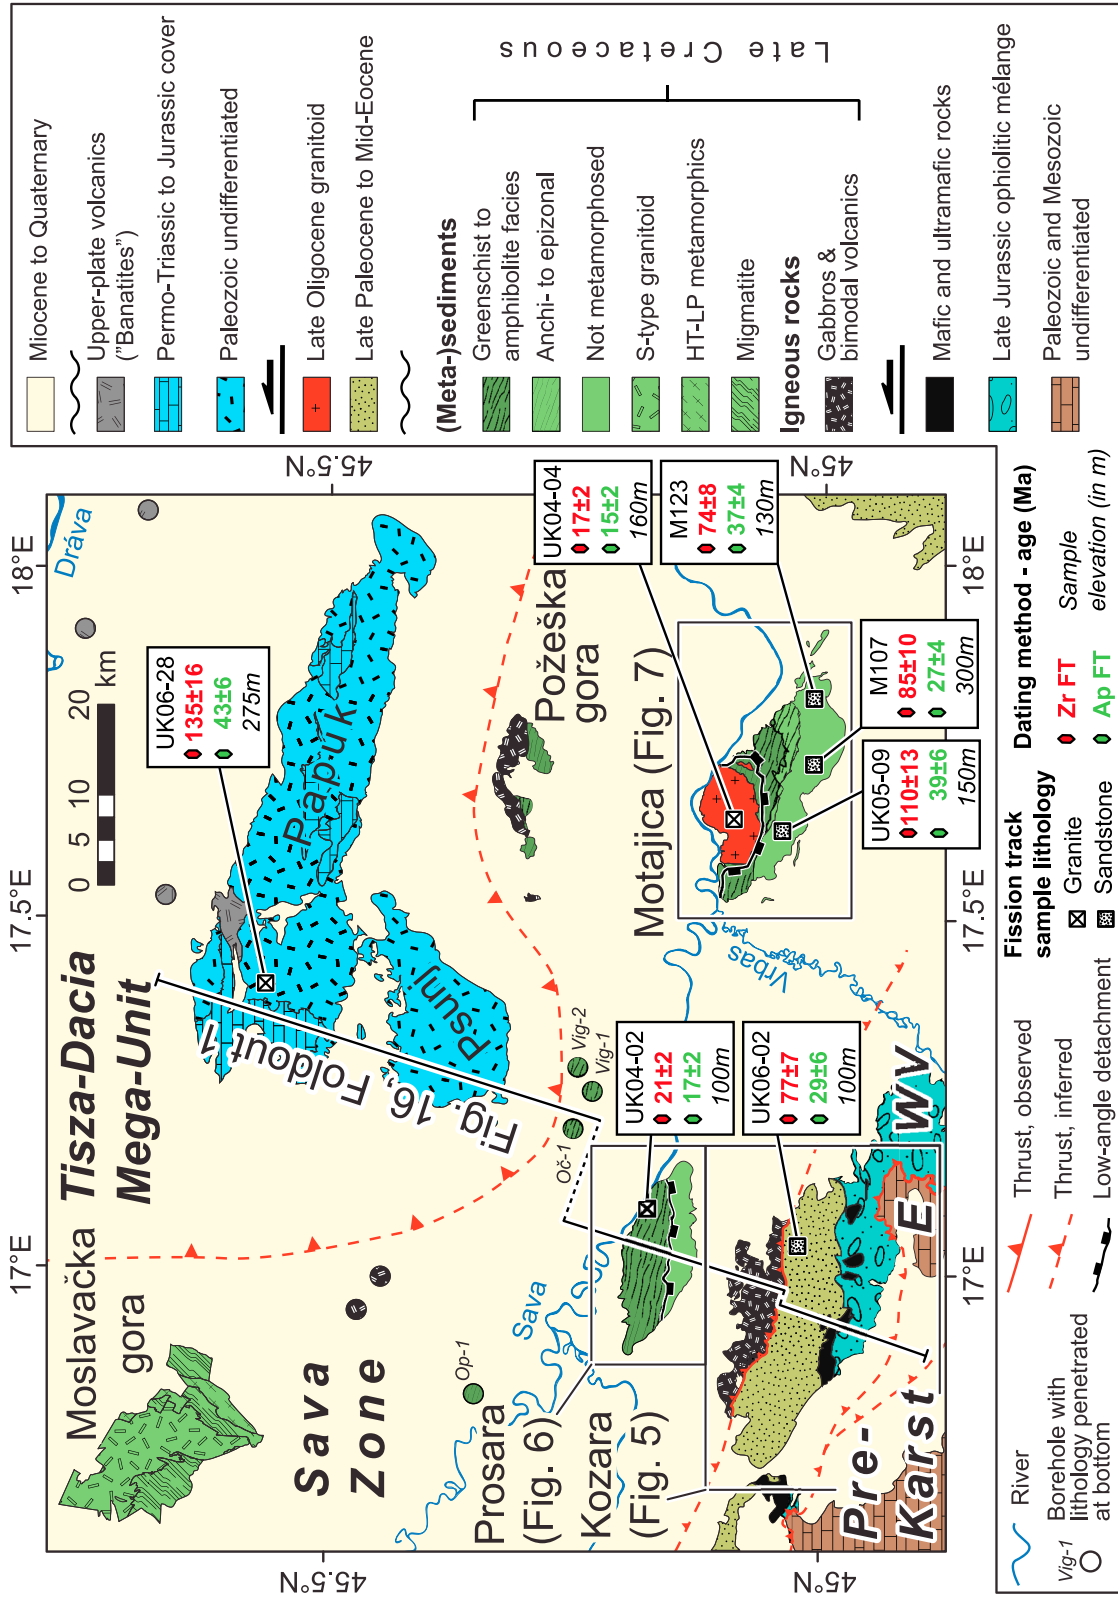 18°E
17.5°E
17°E
45.5°N
45°N
45.5°N
45°N
18°E
17.5°E
17°E
0 5 10 20
km
Dráva
Tisza-Dacia
Mega-Unit
Moslavačka
gora
Papuk
Psunj
Fig. 16, Foldout 1
UK06-28
135±16
43±6
275m
Požeška
gora
Sava
Zone
Op-1
Oč-1
Vig-2
Vig-1
Sava
Prosara
(Fig. 6)
Kozara
(Fig. 5)
Motajica (Fig. 7)
Vrbas
UK04-04
17±2
15±2
160m
M123
74±8
37±4
130m
M107
85±10
27±4
300m
UK05-09
110±13
39±6
150m
UK04-02
21±2
17±2
100m
UK06-02
77±7
29±6
100m
Pre-
Karst
E
WV
Miocene to Quaternary
Upper-plate volcanics
("Banatites")
Permo-Triassic to Jurassic cover
Paleozoic undifferentiated
Late Oligocene granitoid
Late Paleocene to Mid-Eocene
(Meta-)sediments
Greenschist to
amphibolite facies
Anchi- to epizonal
Not metamorphosed
S-type granitoid
HT-LP metamorphics
Migmatite
Igneous rocks
Gabbros &
bimodal volcanics
Late Cretaceous
Mafic and ultramafic rocks
Late Jurassic ophiolitic mélange
Paleozoic and Mesozoic
undifferentiated
River
Vig-1
Borehole with
lithology penetrated
at bottom
Thrust, observed
Thrust, inferred
Low-angle detachment
Fission track
sample lithology
Granite
Sandstone
Dating method - age (Ma)
Zr FT
Ap FT
Sample
elevation (in m)